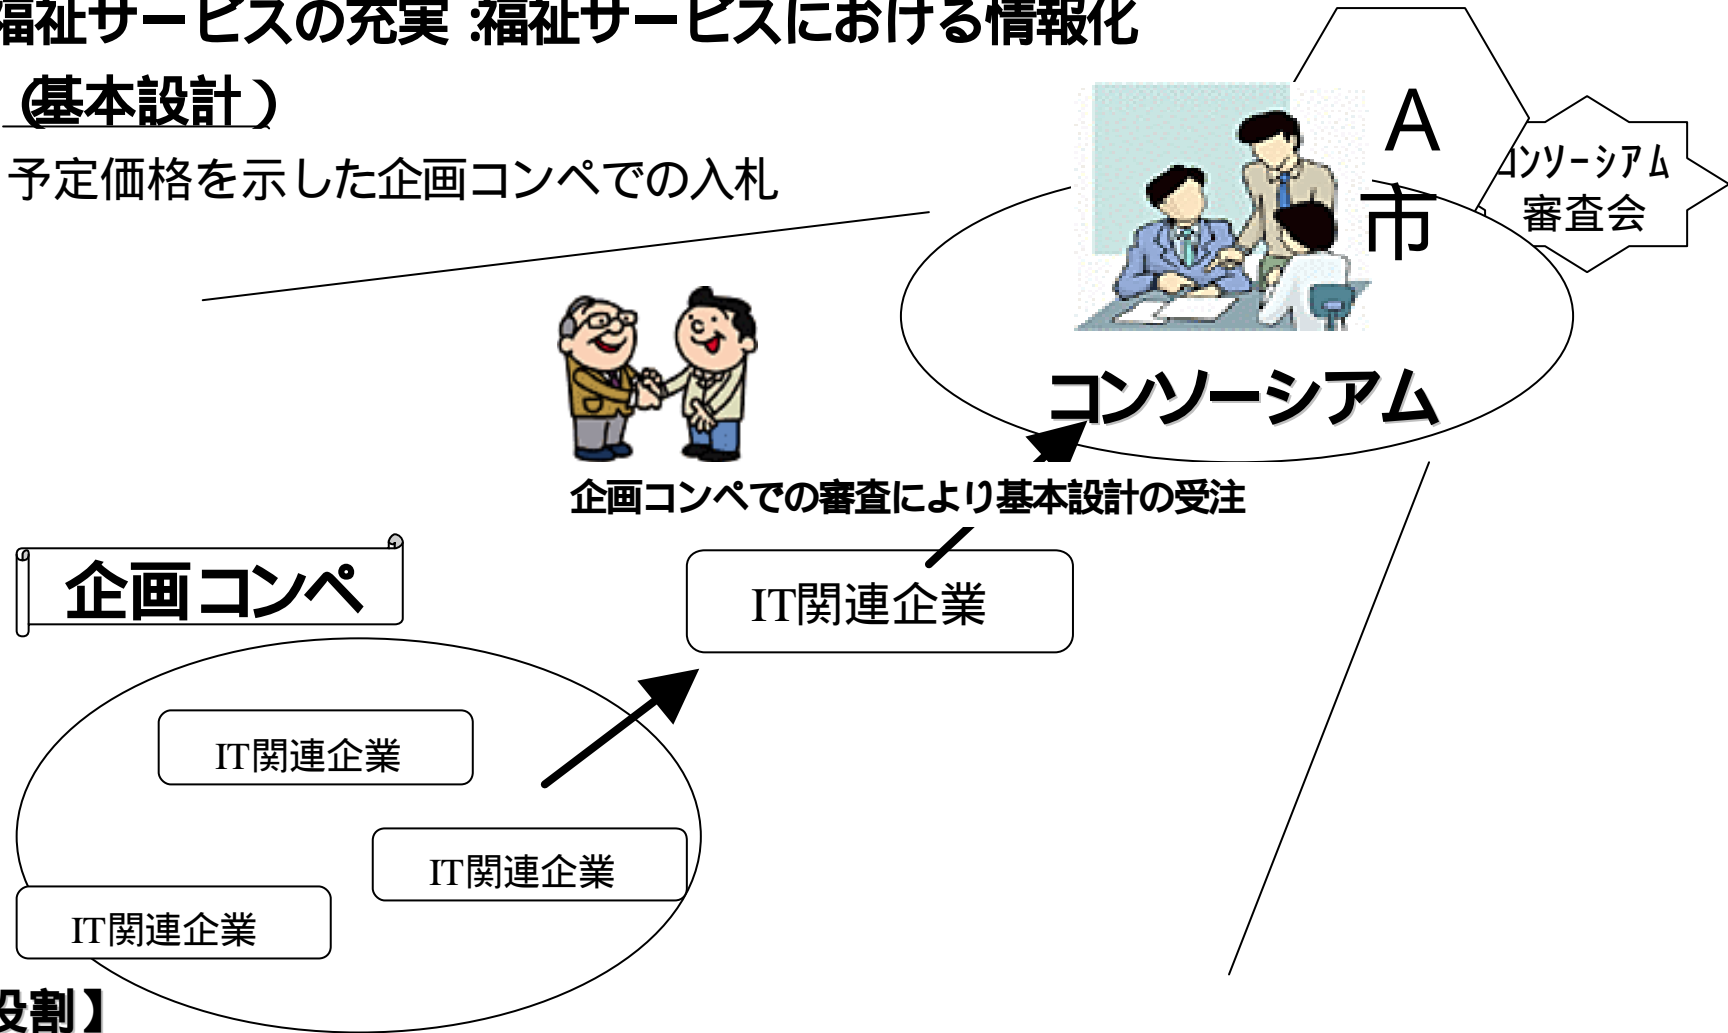 福祉サービスの充実：福祉サービスにおける情報化
（基本設計）
予定価格を示した企画コンペでの入札
A
市
コンソーシアム
審査会
コンソーシアム
企画コンペでの審査により基本設計の受注
企画コンペ
IT関連企業
IT関連企業
IT関連企業
IT関連企業
役割】